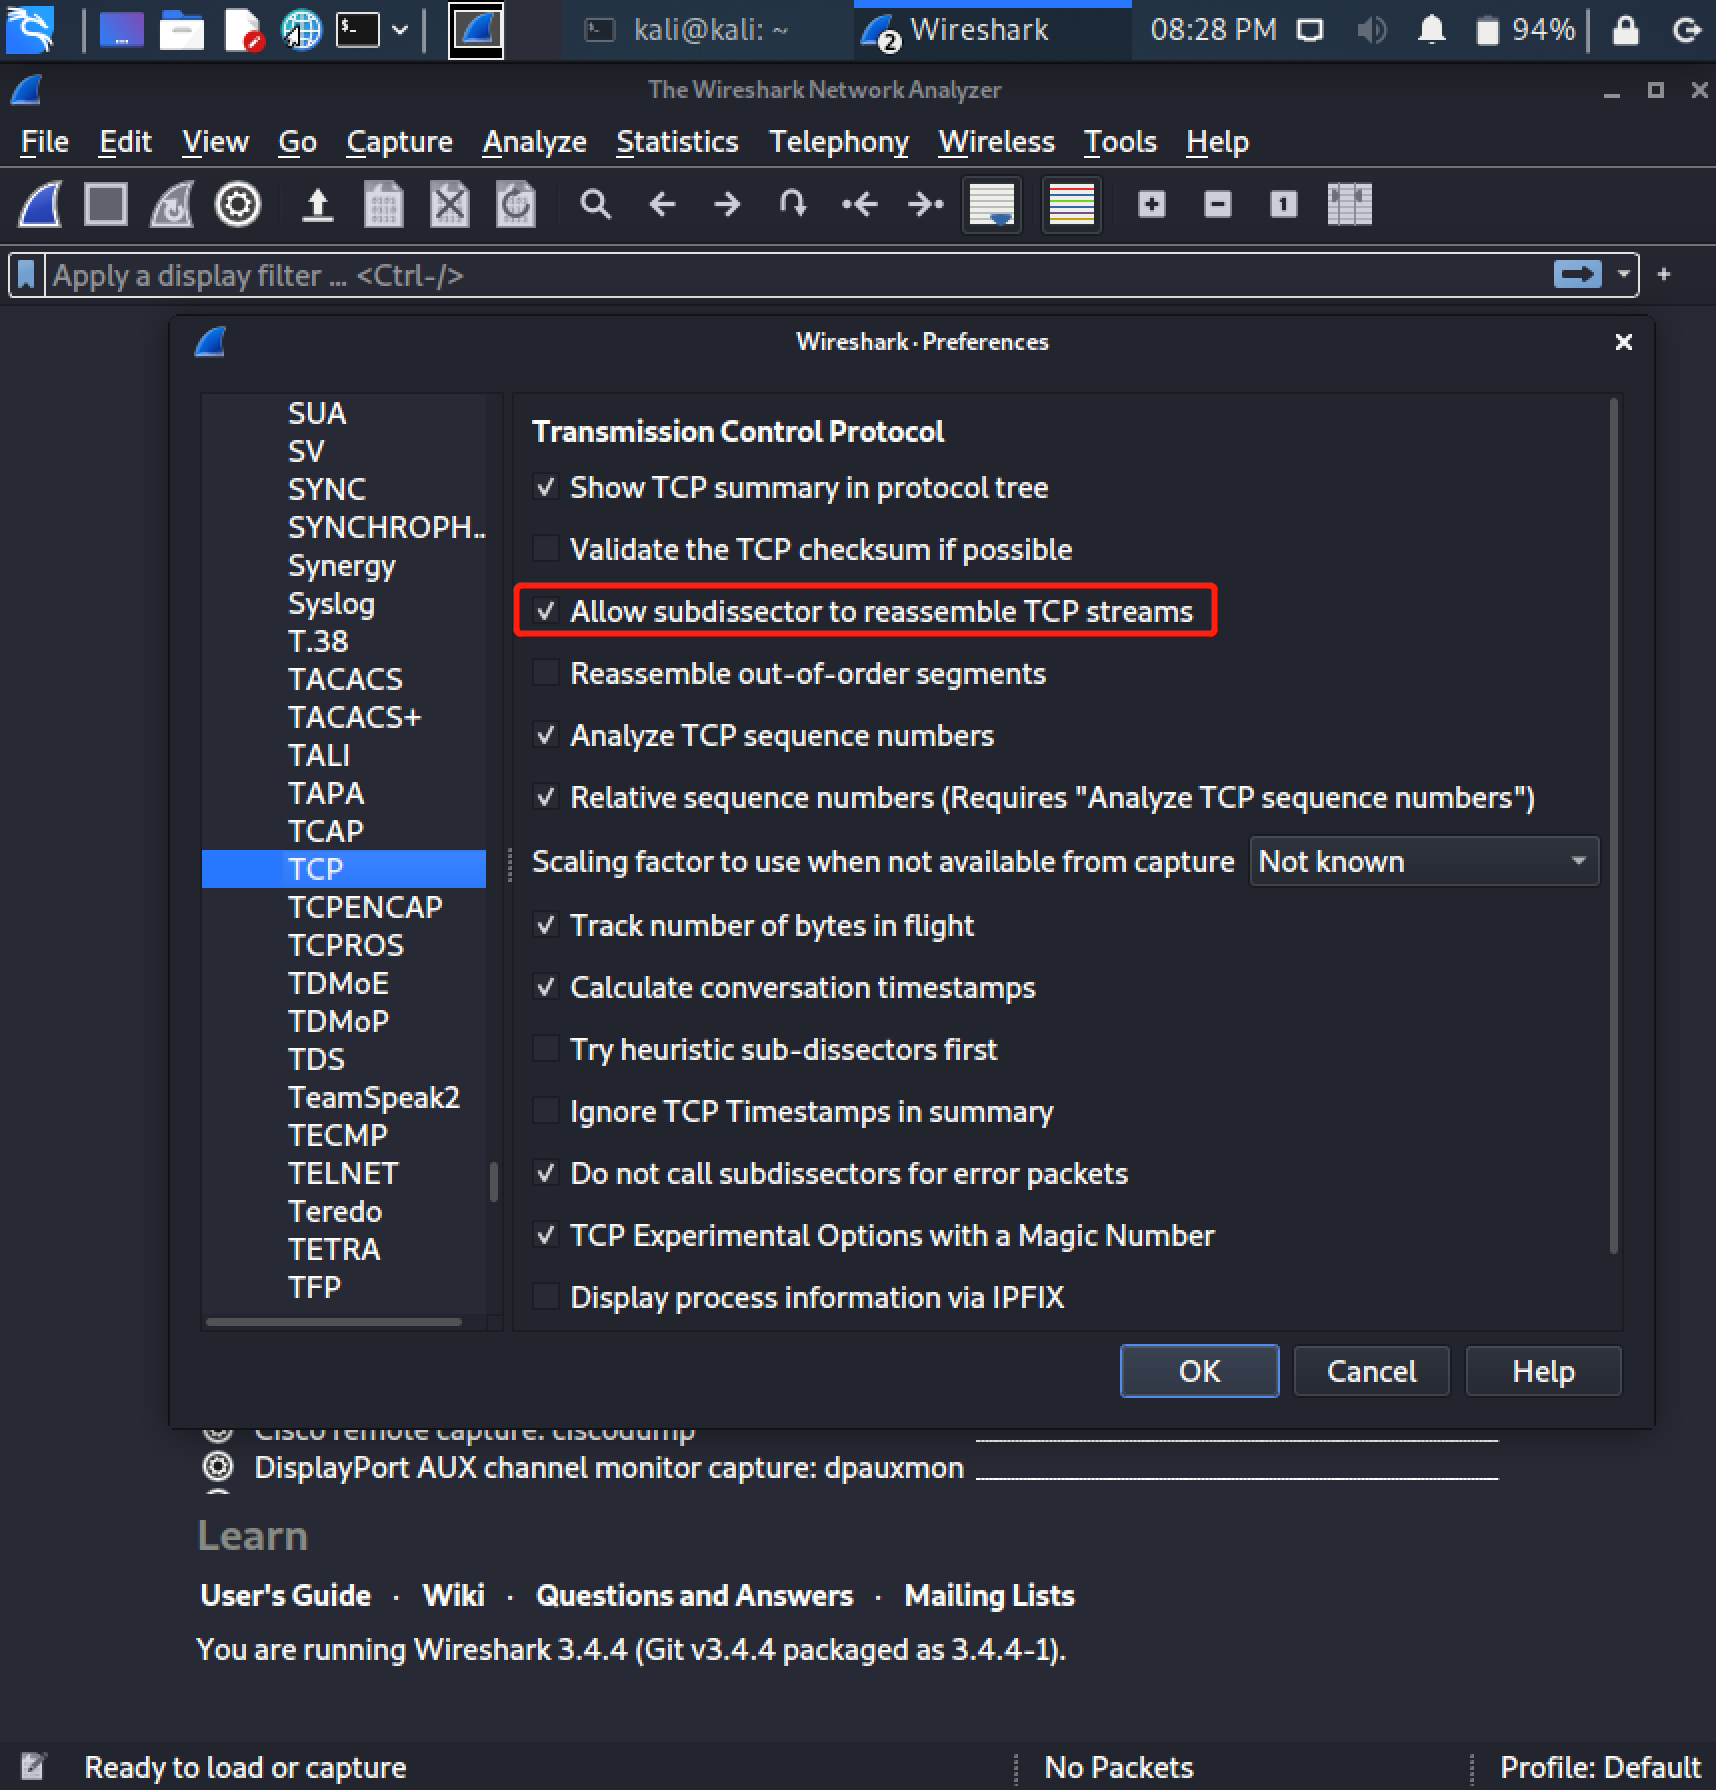 kali@kali: ~
2
Wireshark
08:28 PM
94%
The Wireshark Network Analyzer
File Edit View Go Capture Analyze Statistics Telephony Wireless Tools Help
Apply a display filter ... <Ctrl-/>
Wireshark · Preferences
SUA
SV
SYNC
SYNCHROPH...
Synergy
Syslog
T.38
TACACS
TACACS+
TALI
TAPA
TCAP
TCP
TCPENCAP
TCPROS
TDMoE
TDMoP
TDS
TeamSpeak2
TECMP
TELNET
Teredo
TETRA
TFP
Transmission Control Protocol
Show TCP summary in protocol tree
Validate the TCP checksum if possible
Allow subdissector to reassemble TCP streams
Reassemble out-of-order segments
Analyze TCP sequence numbers
Relative sequence numbers (Requires "Analyze TCP sequence numbers")
Scaling factor to use when not available from capture Not known
Track number of bytes in flight
Calculate conversation timestamps
Try heuristic sub-dissectors first
Ignore TCP Timestamps in summary
Do not call subdissectors for error packets
TCP Experimental Options with a Magic Number
Display process information via IPFIX
OK Cancel Help
Cisco remote capture: ciscodump
DisplayPort AUX channel monitor capture: dpauxmon
Learn
User's Guide · Wiki · Questions and Answers · Mailing Lists
You are running Wireshark 3.4.4 (Git v3.4.4 packaged as 3.4.4-1).
Ready to load or capture No Packets Profile: Default